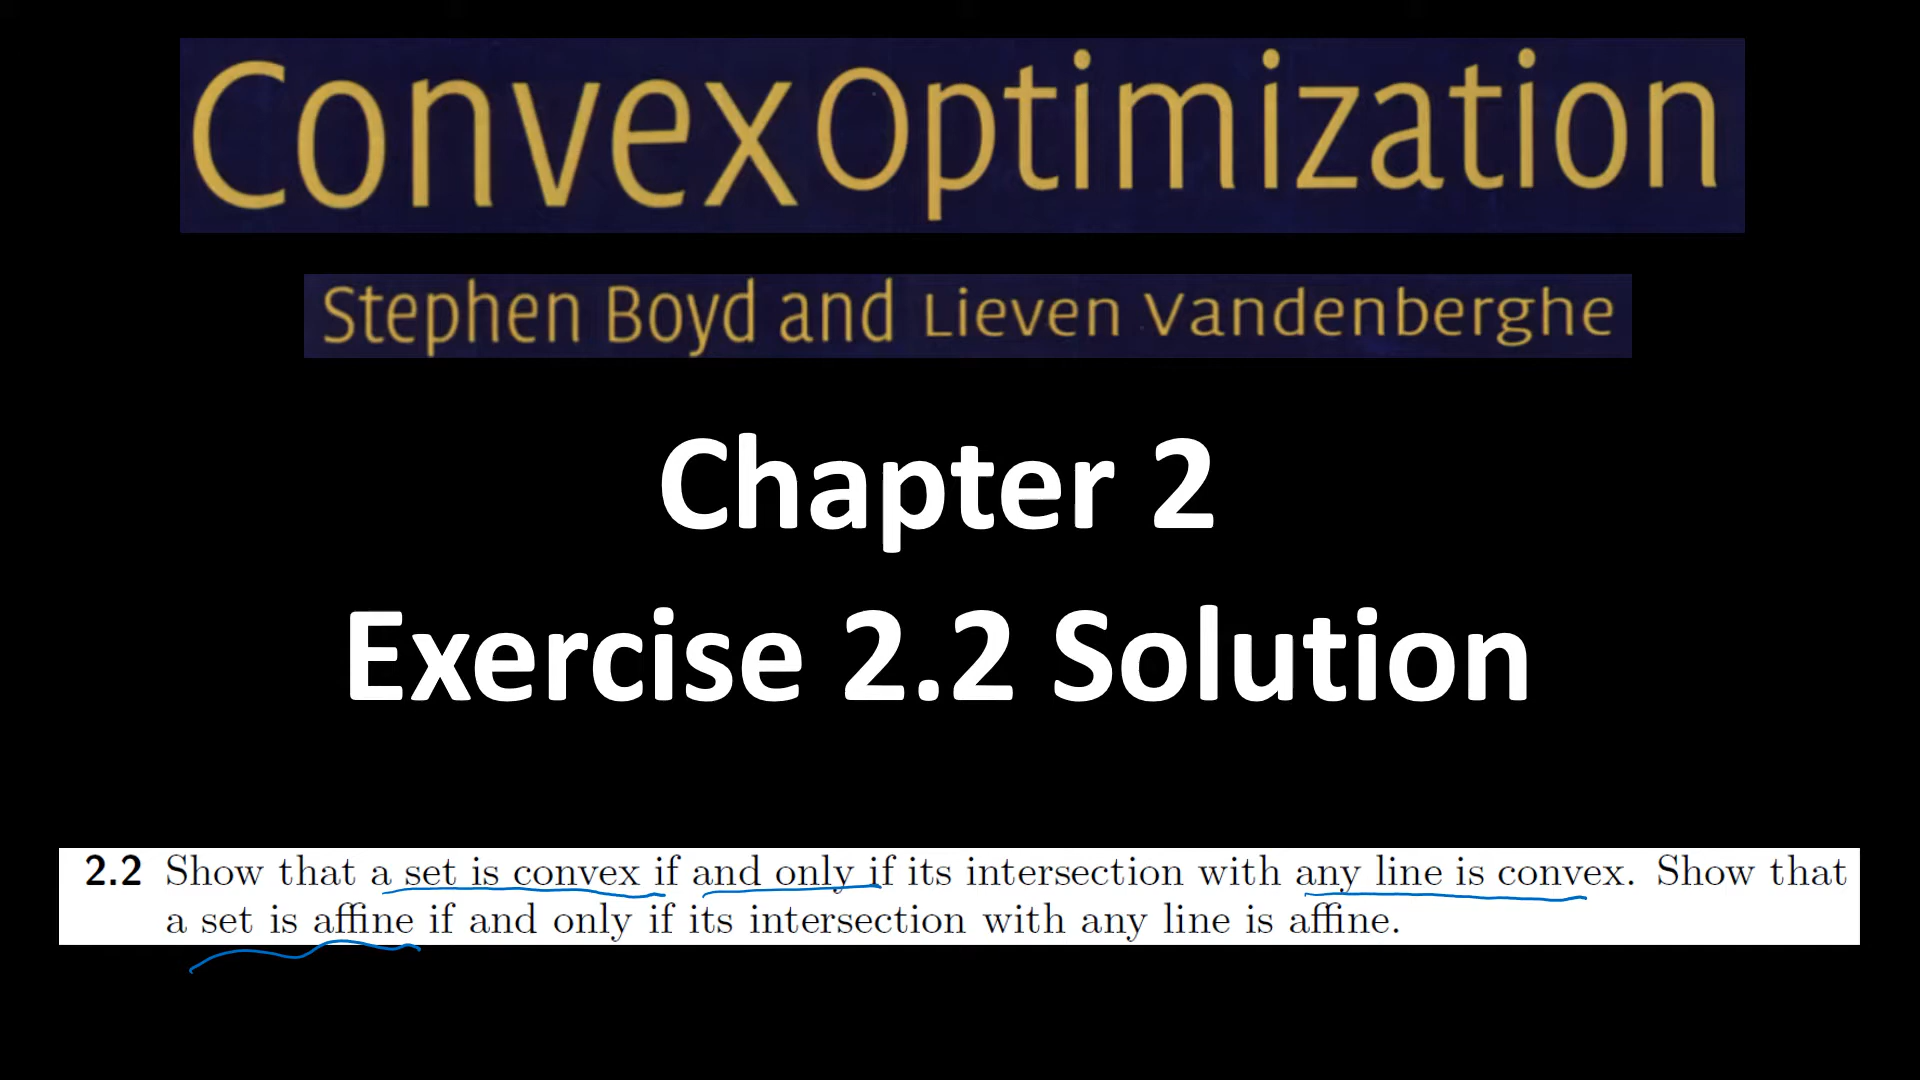 Convex Optimization
Stephen Boyd and Lieven Vandenberghe
Chapter 2
Exercise 2.2 Solution
2.2 Show that a set is convex if and only if its intersection with any line is convex. Show that
a set is affine if and only if its intersection with any line is affine.